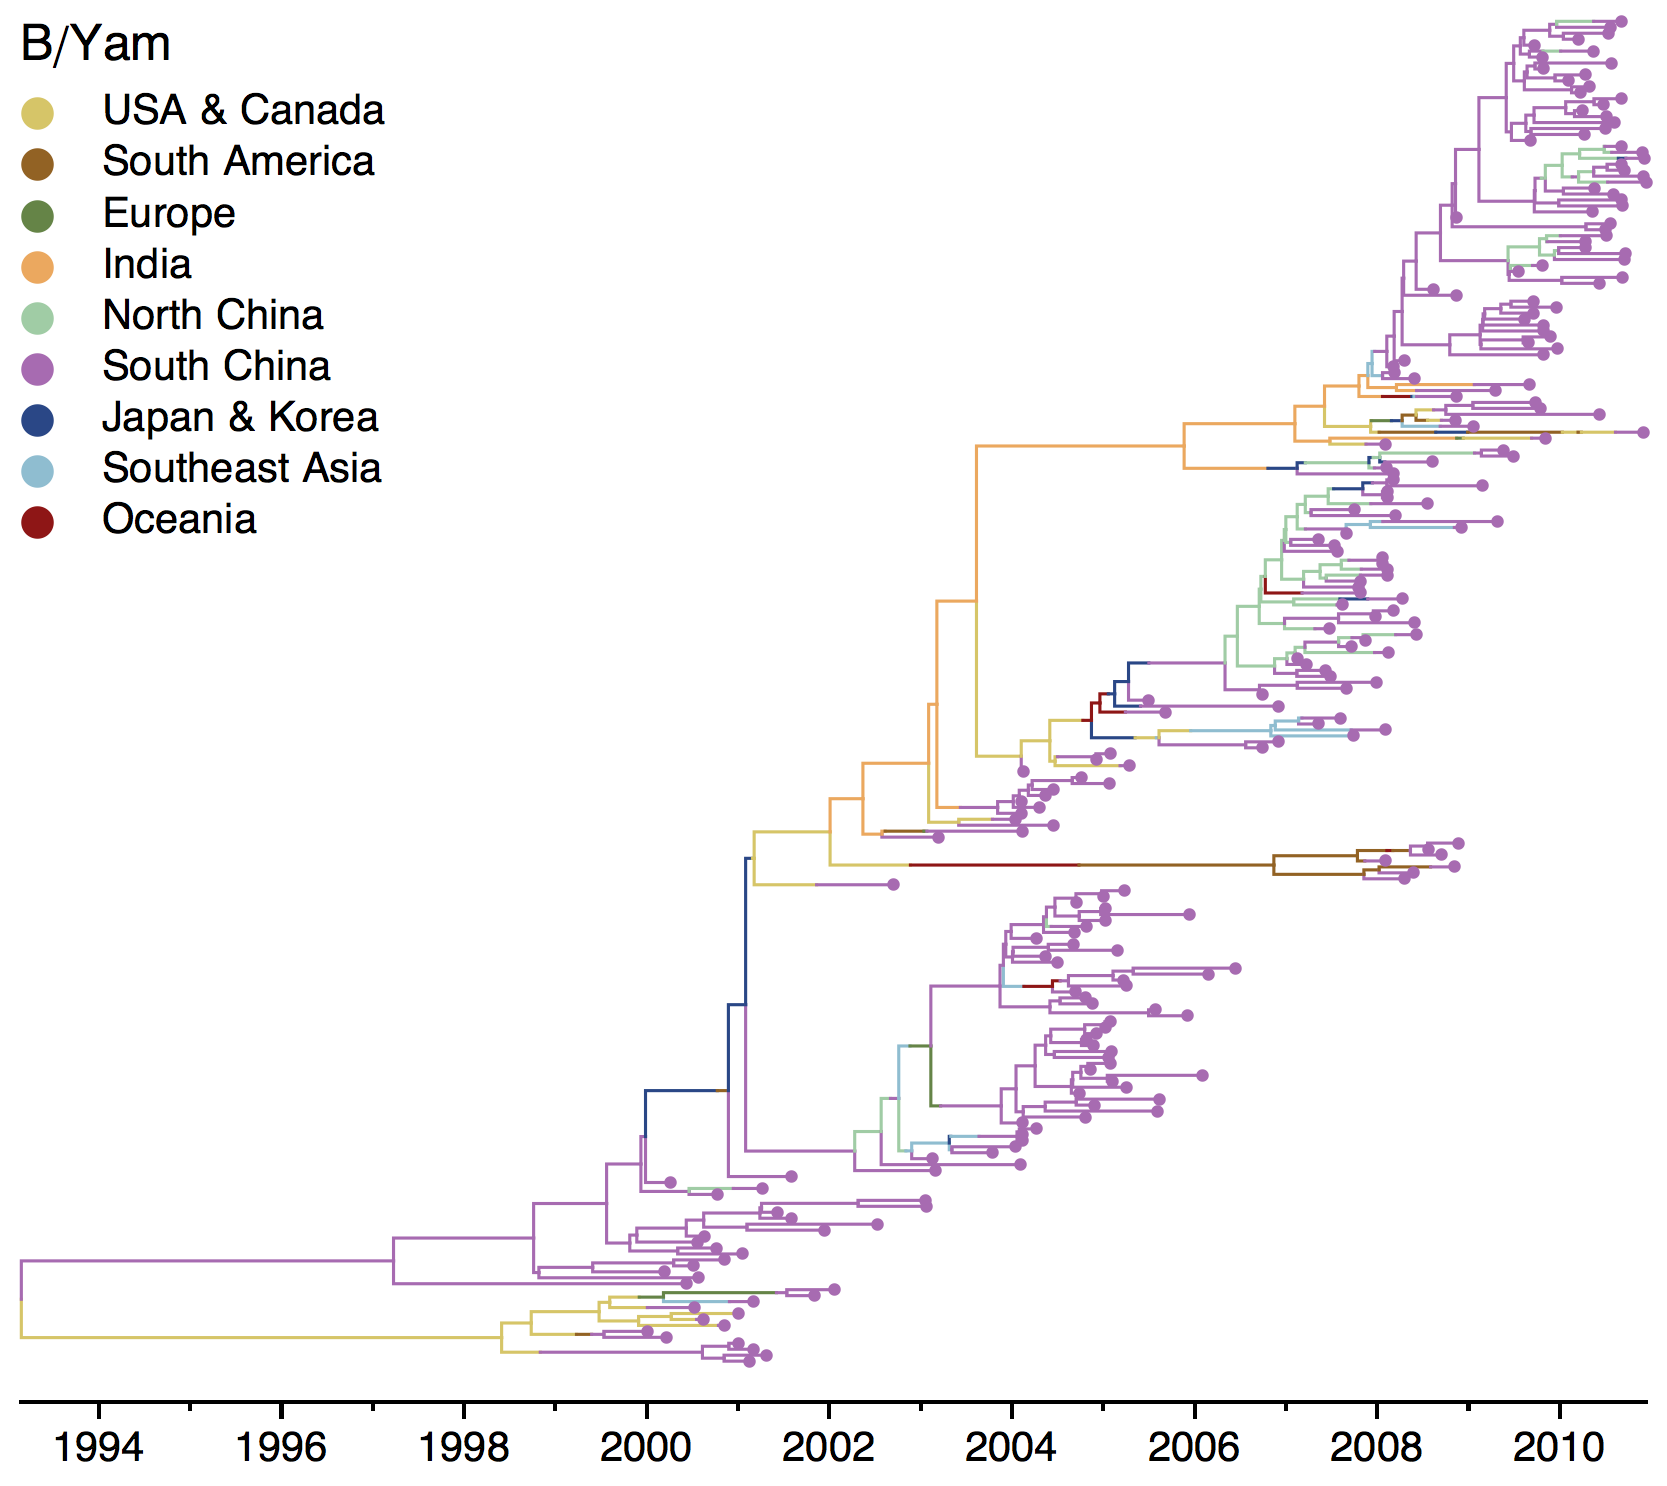 B/Yam
USA & Canada
South America
Europe
India
North China
South China
Japan & Korea
Southeast Asia
Oceania
1994 1996 1998 2000 2002 2004 2006 2008 2010